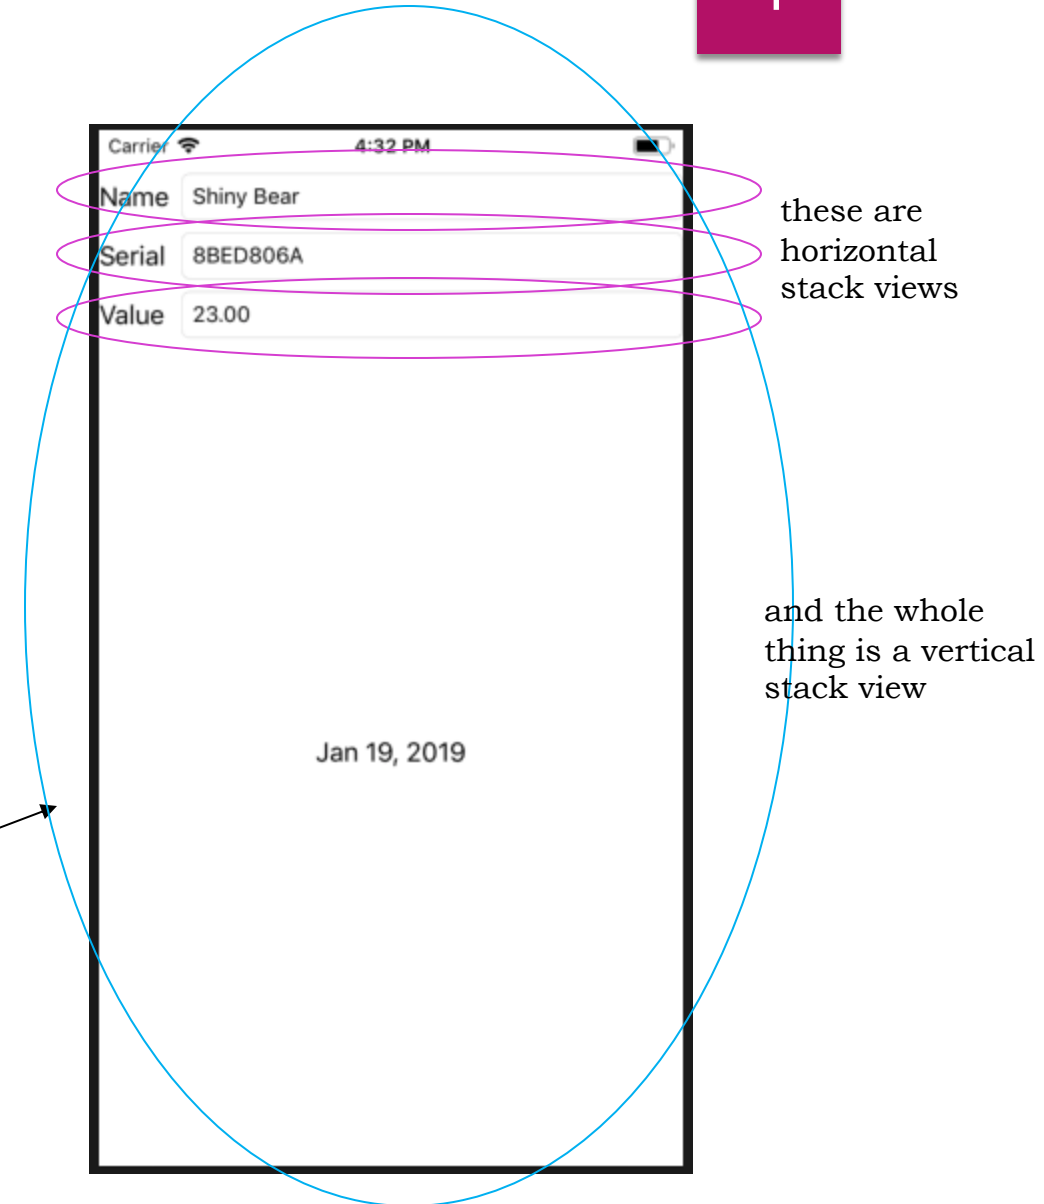 Carrier 4:32 PM
Name Shiny Bear
Serial 8BED806A
Value 23.00
these are
horizontal
stack views
and the whole
thing is a vertical
stack view
Jan 19, 2019